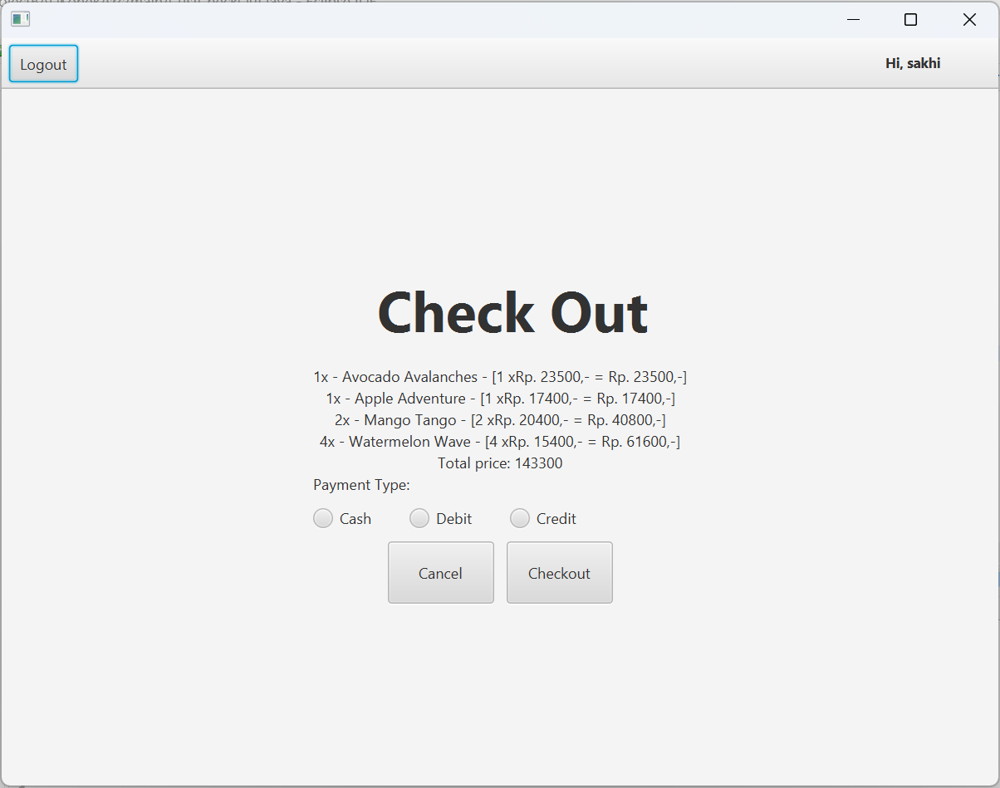 Logout
Hi, sakhi
Check Out
1x - Avocado Avalanches - [1 xRp. 23500,- = Rp. 23500,-]
1x - Apple Adventure - [1 xRp. 17400,- = Rp. 17400,-]
2x - Mango Tango - [2 xRp. 20400,- = Rp. 40800,-]
4x - Watermelon Wave - [4 xRp. 15400,- = Rp. 61600,-]
Total price: 143300
Payment Type:
Cash Debit Credit
Cancel Checkout